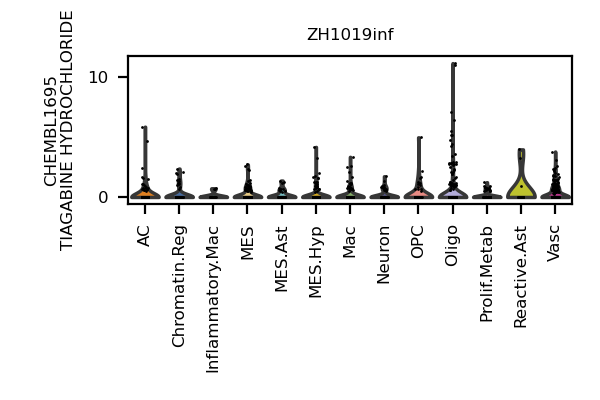 ZH1019inf
CHEMBL1695
TIAGABINE HYDROCHLORIDE
10
0
AC
Chromatin.Reg
Inflammatory.Mac
MES
MES.Ast
MES.Hyp
Mac
Neuron
OPC
Oligo
Prolif.Metab
Reactive.Ast
Vasc